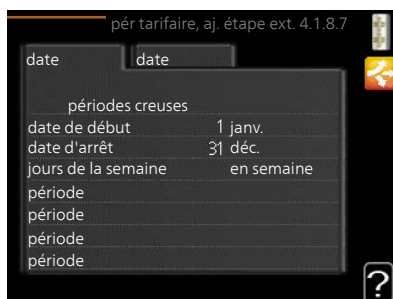 pér tarifaire, aj. étape ext. 4.1.8.7
date date
périodes creuses
date de début 1 janv.
date d'arrêt 31 déc.
jours de la semaine en semaine
période
période
période
période
?